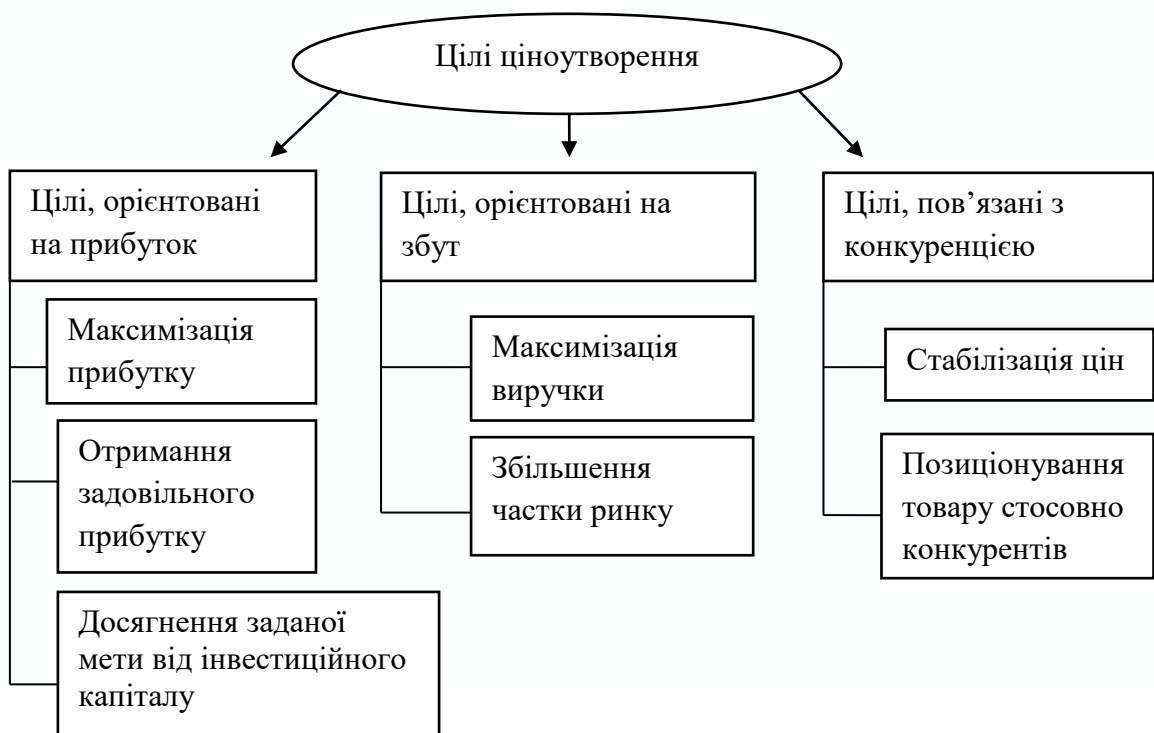 Цілі ціноутворення
Цілі, орієнтовані
на прибуток
Максимізація
прибутку
Отримання
задовільного
прибутку
Досягнення заданої
мети від інвестиційного
капіталу
Цілі, орієнтовані на
збут
Максимізація
виручки
Збільшення
частки ринку
Цілі, пов’язані з
конкуренцією
Стабілізація цін
Позиціонування
товару стосовно
конкурентів